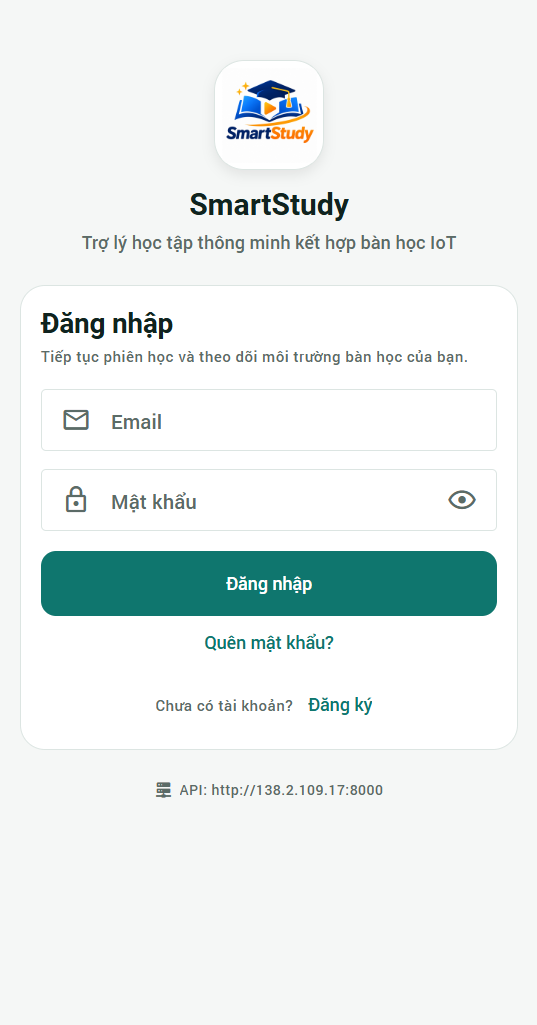 SmartStudy
SmartStudy
Trợ lý học tập thông minh kết hợp bàn học IoT
Đăng nhập
Tiếp tục phiên học và theo dõi môi trường bàn học của bạn.
Email
Mật khẩu
Đăng nhập
Quên mật khẩu?
Chưa có tài khoản? Đăng ký
API: http://138.2.109.17:8000